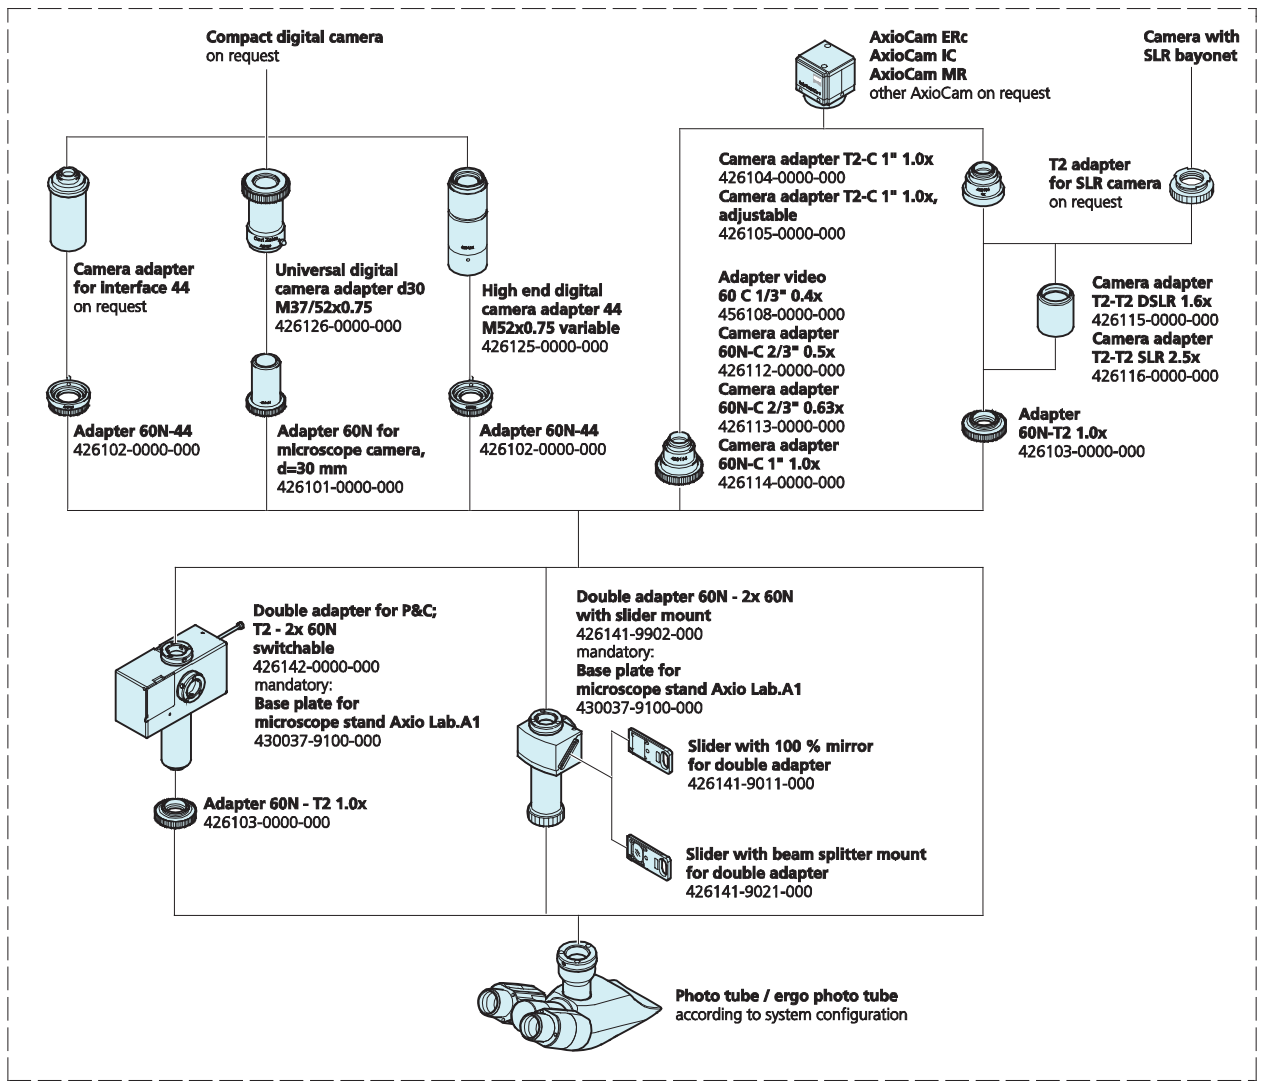 Compact digital camera
on request
AxioCam ERc
AxioCam IC
AxioCam MR
other AxioCam on request
Camera with
SLR bayonet
Camera adapter T2-C 1" 1.0x
426104-0000-000
Camera adapter T2-C 1" 1.0x,
adjustable
426105-0000-000
T2 adapter
for SLR camera
on request
Camera adapter
for interface 44
on request
Universal digital
camera adapter d30
M37/52x0.75
426126-0000-000
High end digital
camera adapter 44
M52x0.75 variable
426125-0000-000
Adapter video
60 C 1/3" 0.4x
456108-0000-000
Camera adapter
60N-C 2/3" 0.5x
426112-0000-000
Camera adapter
60N-C 2/3" 0.63x
426113-0000-000
Camera adapter
60N-C 1" 1.0x
426114-0000-000
Camera adapter
T2-T2 DSLR 1.6x
426115-0000-000
Camera adapter
T2-T2 SLR 2.5x
426116-0000-000
Adapter 60N-44
426102-0000-000
Adapter 60N for
microscope camera,
d=30 mm
426101-0000-000
Adapter 60N-44
426102-0000-000
Adapter
60N-T2 1.0x
426103-0000-000
Double adapter for P&C;
T2 - 2x 60N
switchable
426142-0000-000
mandatory:
Base plate for
microscope stand Axio Lab.A1
430037-9100-000
Double adapter 60N - 2x 60N
with slider mount
426141-9902-000
mandatory:
Base plate for
microscope stand Axio Lab.A1
430037-9100-000
Slider with 100 % mirror
for double adapter
426141-9011-000
Adapter 60N - T2 1.0x
426103-0000-000
Slider with beam splitter mount
for double adapter
426141-9021-000
Photo tube / ergo photo tube
according to system configuration